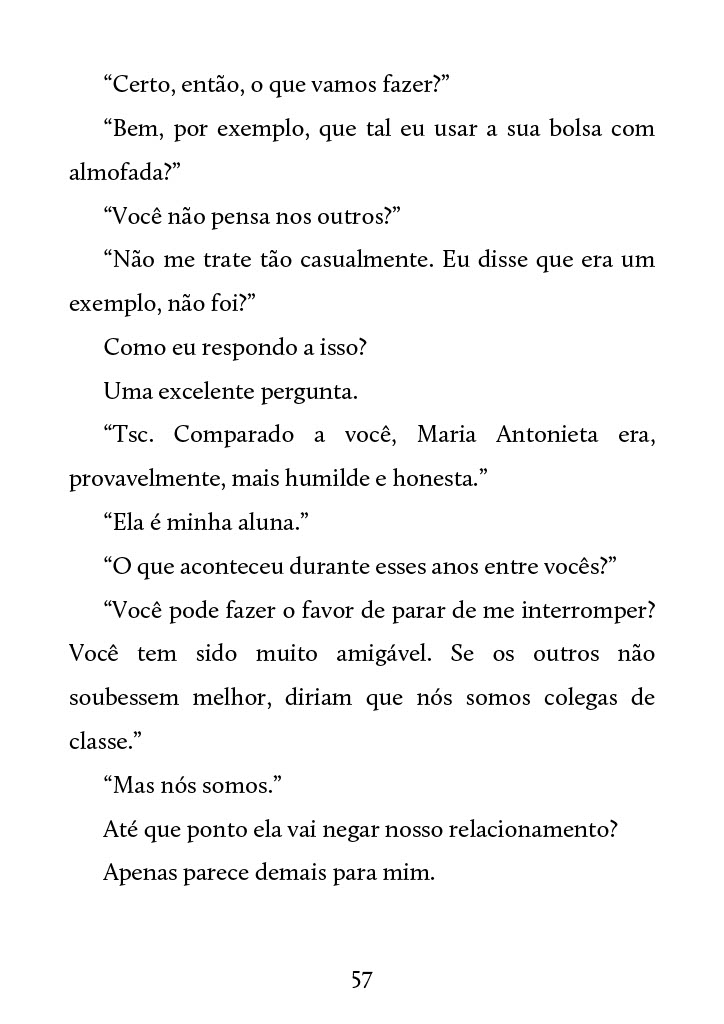 “Certo, então, o que vamos fazer?”
“Bem, por exemplo, que tal eu usar a sua bolsa com
almofada?”
“Você não pensa nos outros?”
“Não me trate tão casualmente. Eu disse que era um
exemplo, não foi?”
Como eu respondo a isso?
Uma excelente pergunta.
“Tsc. Comparado a você, Maria Antonieta era,
provavelmente, mais humilde e honesta.”
“Ela é minha aluna.”
“O que aconteceu durante esses anos entre vocês?”
“Você pode fazer o favor de parar de me interromper?
Você tem sido muito amigável. Se os outros não
soubessem melhor, diriam que nós somos colegas de
classe.”
“Mas nós somos.”
Até que ponto ela vai negar nosso relacionamento?
Apenas parece demais para mim.
57